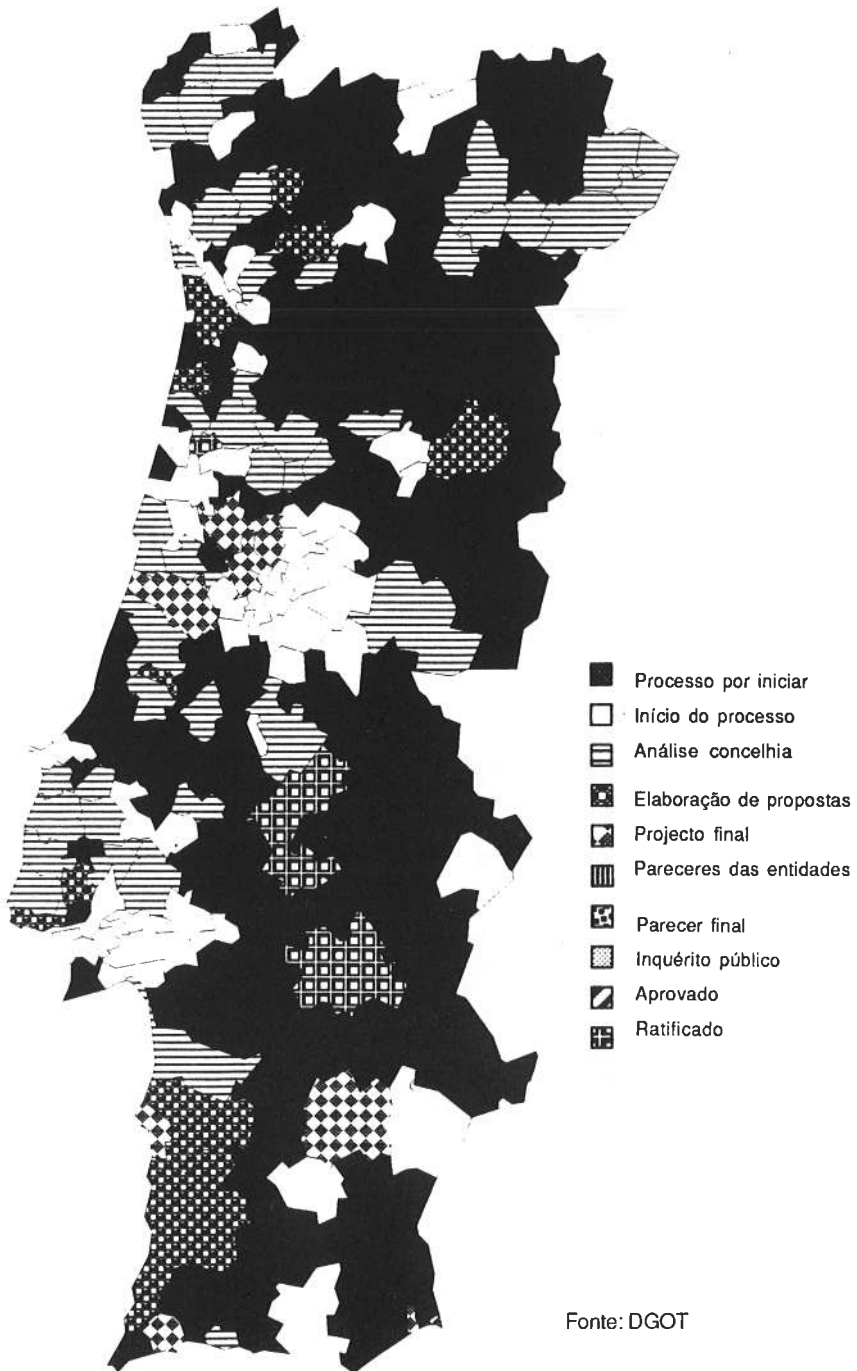 Processo por iniciar
Início do processo
Análise concelhia
Elaboração de propostas
Projecto final
Pareceres das entidades
Parecer final
Inquérito público
Aprovado
Ratificado
Fonte: DGOT